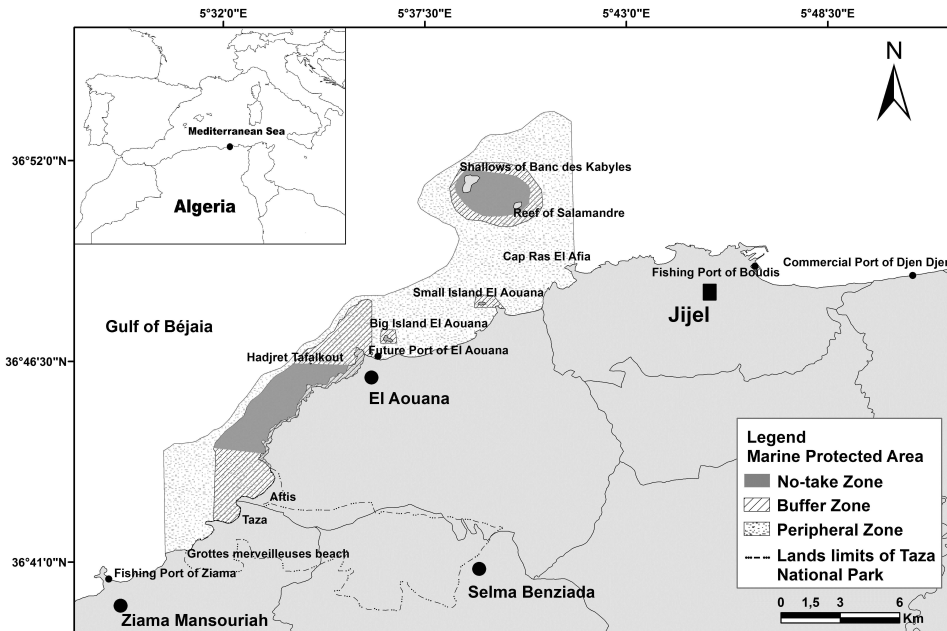 5°32'0"E 5°37'30"E 5°43'0"E 5°48'30"E
N
Mediterranean Sea
Algeria
36°52'0"N
Shallows of Banc des Kabyles
Reef of Salamandre
Cap Ras El Afia
Commercial Port of Djen Djen
Fishing Port of Boudis
Small Island El Aouana
Jijel
Gulf of Béjaia
Big Island El Aouana
Future Port of El Aouana
Hadjret Tafalkout
36°46'30"N
El Aouana
Legend
Marine Protected Area
No-take Zone
Buffer Zone
Peripheral Zone
Lands limits of Taza
National Park
Aftis
Taza
Grottes merveilleuses beach
36°41'0"N
Fishing Port of Ziama
Selma Benziada
Ziama Mansouriah
0 1,5 3 6
Km